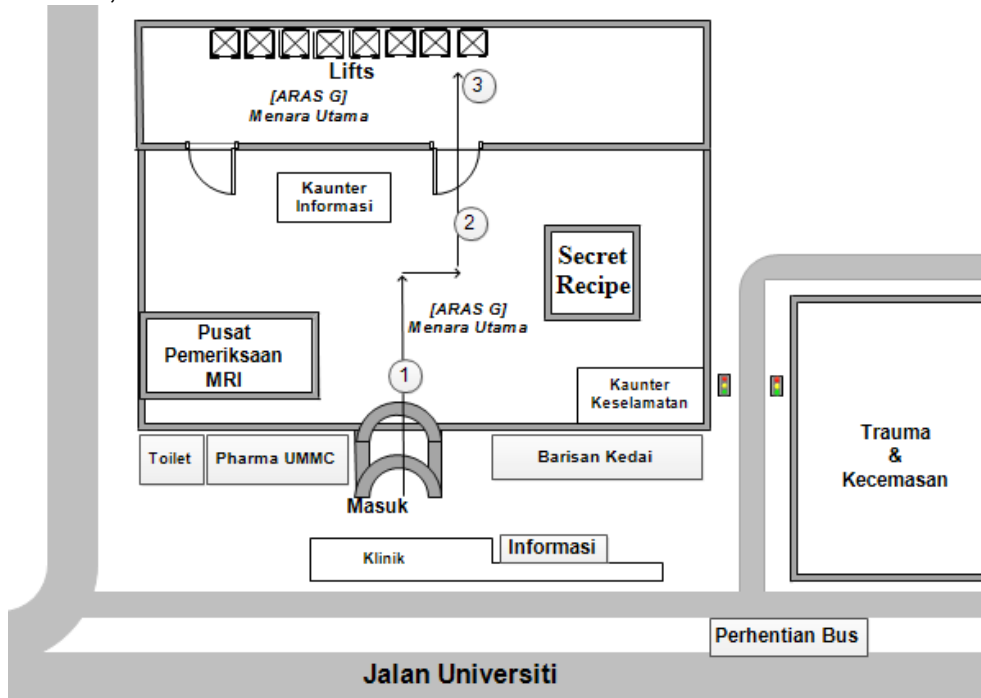 Lifts
[ARAS G]
Menara Utama
3
Kaunter
Informasi
2
Secret
Recipe
[ARAS G]
Menara Utama
Pusat
Pemeriksaan
MRI
1
Kaunter
Keselamatan
Trauma
&
Kecemasan
Toilet
Pharma UMMC
Barisan Kedai
Masuk
Klinik
Informasi
Perhentian Bus
Jalan Universiti